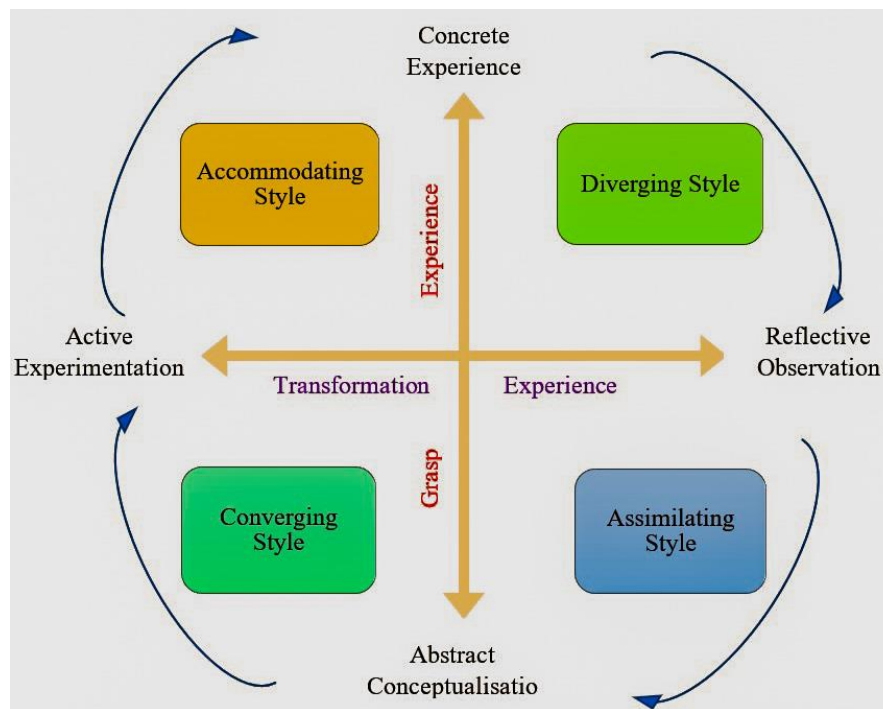 Concrete
Experience
Accommodating
Style
Diverging Style
Experience
Active
Experimentation
Reflective
Observation
Transformation
Experience
Grasp
Converging
Style
Assimilating
Style
Abstract
Conceptualisatio